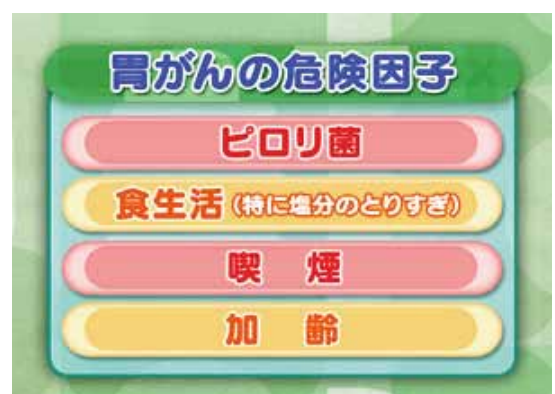 胃がんの危険因子
ピロリ菌
食生活(特に塩分のとりすぎ)
喫 煙
加 齢